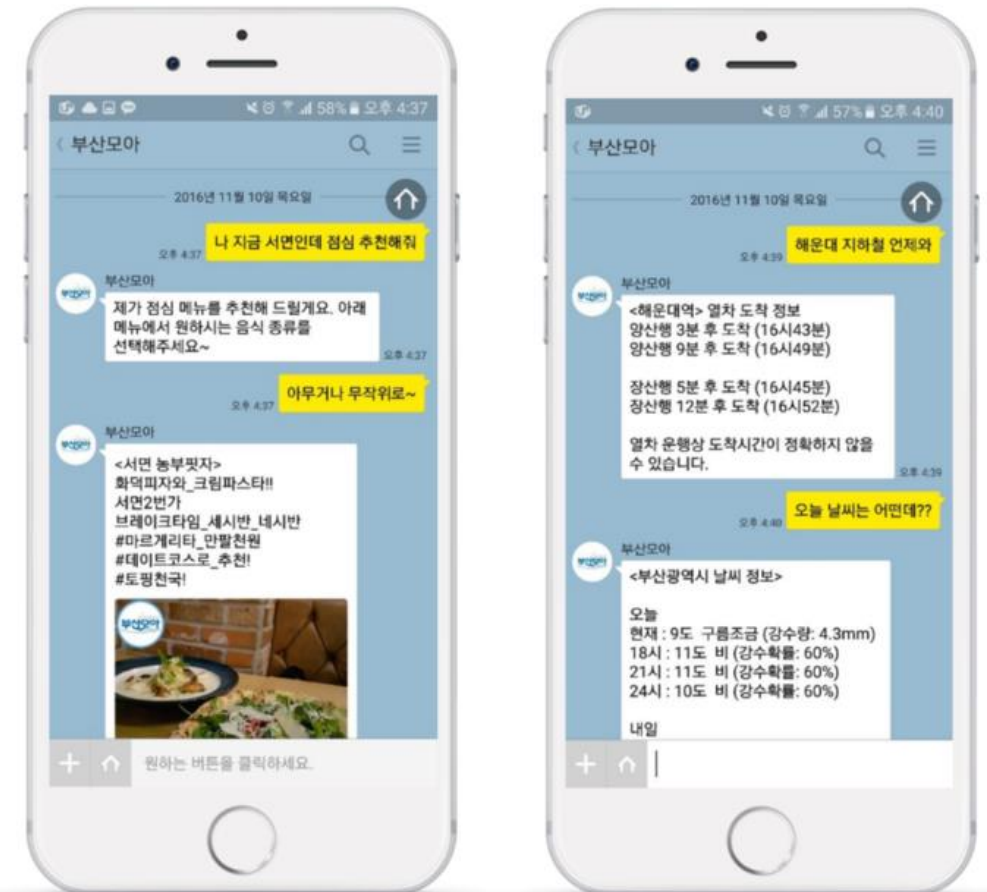 58% 오후 4:37
부산모아
2016년 11월 10일 목요일
나 지금 서면인데 점심 추천해줘
오후 4:37
부산모아
부산모아
제가 점심 메뉴를 추천해 드릴게요. 아래
메뉴에서 원하시는 음식 종류를
선택해주세요~
오후 4:37
아무거나 무작위로~
오후 4:37
부산모아
부산모아
<서면 농부핏자>
화덕피자와_크림파스타!!
서면2번가
브레이크타임_세시반_네시반
#마르게리타_만팔천원
#데이트코스로_추천!
#토핑천국!
부산모아
원하는 버튼을 클릭하세요.
57% 오후 4:40
부산모아
2016년 11월 10일 목요일
해운대 지하철 언제와
오후 4:39
부산모아
부산모아
<해운대역> 열차 도착 정보
양산행 3분 후 도착 (16시43분)
양산행 9분 후 도착 (16시49분)
장산행 5분 후 도착 (16시45분)
장산행 12분 후 도착 (16시52분)
열차 운행상 도착시간이 정확하지 않을
수 있습니다.
오후 4:39
오늘 날씨는 어떤데??
오후 4:40
부산모아
부산모아
<부산광역시 날씨 정보>
오늘
현재 : 9도 구름조금 (강수량: 4.3mm)
18시 : 11도 비 (강수확률: 60%)
21시 : 11도 비 (강수확률: 60%)
24시 : 10도 비 (강수확률: 60%)
내일